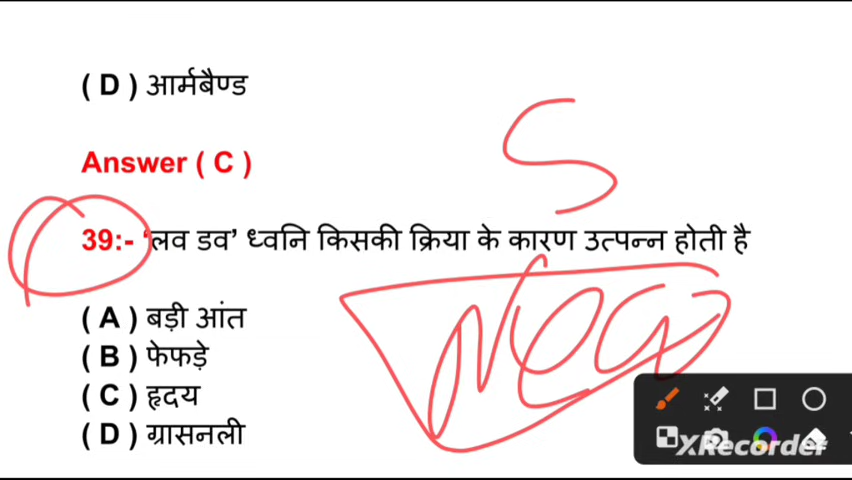 ( D ) आर्मबैण्ड
Answer ( C )
39:- ‘लव डव’ ध्वनि किसकी क्रिया के कारण उत्पन्न होती है
( A ) बड़ी आंत
( B ) फेफड़े
( C ) हृदय
( D ) ग्रासनली
XRecorder